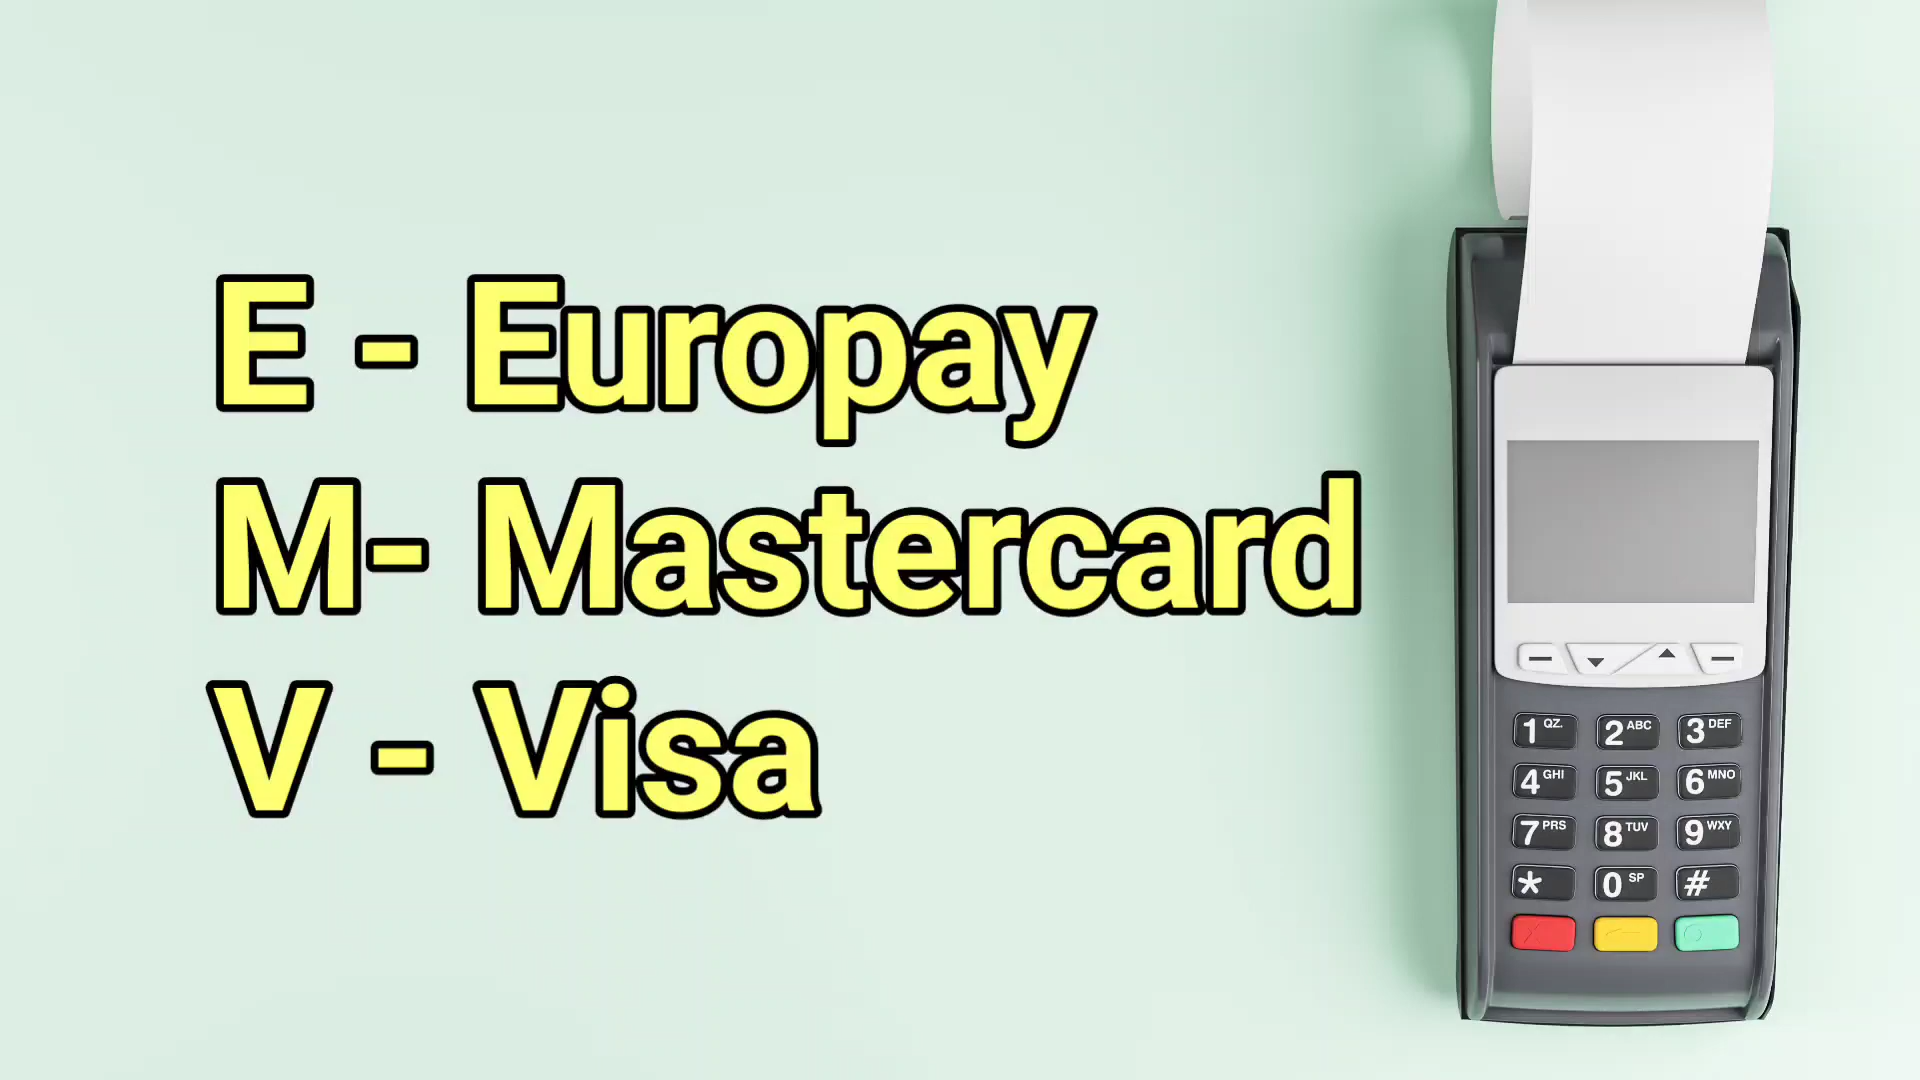 E - Europay
M- Mastercard
V - Visa
1 QZ. 2 ABC 3 DEF
4 GHI 5 JKL 6 MNO
7 PRS 8 TUV 9 WXY
* 0 SP #